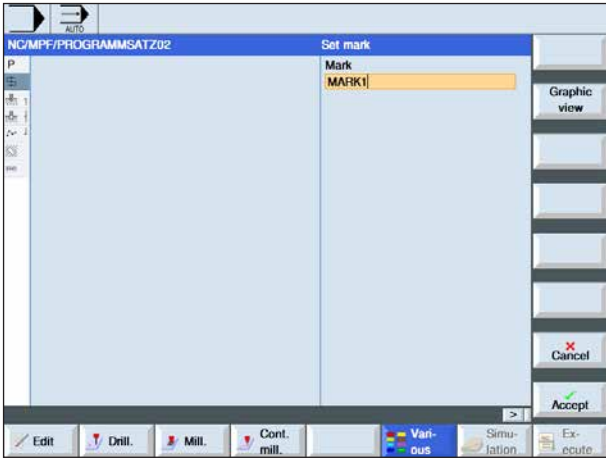 AUTO
NC/MPF/PROGRAMMSATZ02
Set mark
P
Mark
MARK1
END
Graphic
view
Cancel
Accept
>
Edit
Drill.
Mill.
Cont.
mill.
Vari-
ous
Simu-
lation
Ex-
ecute